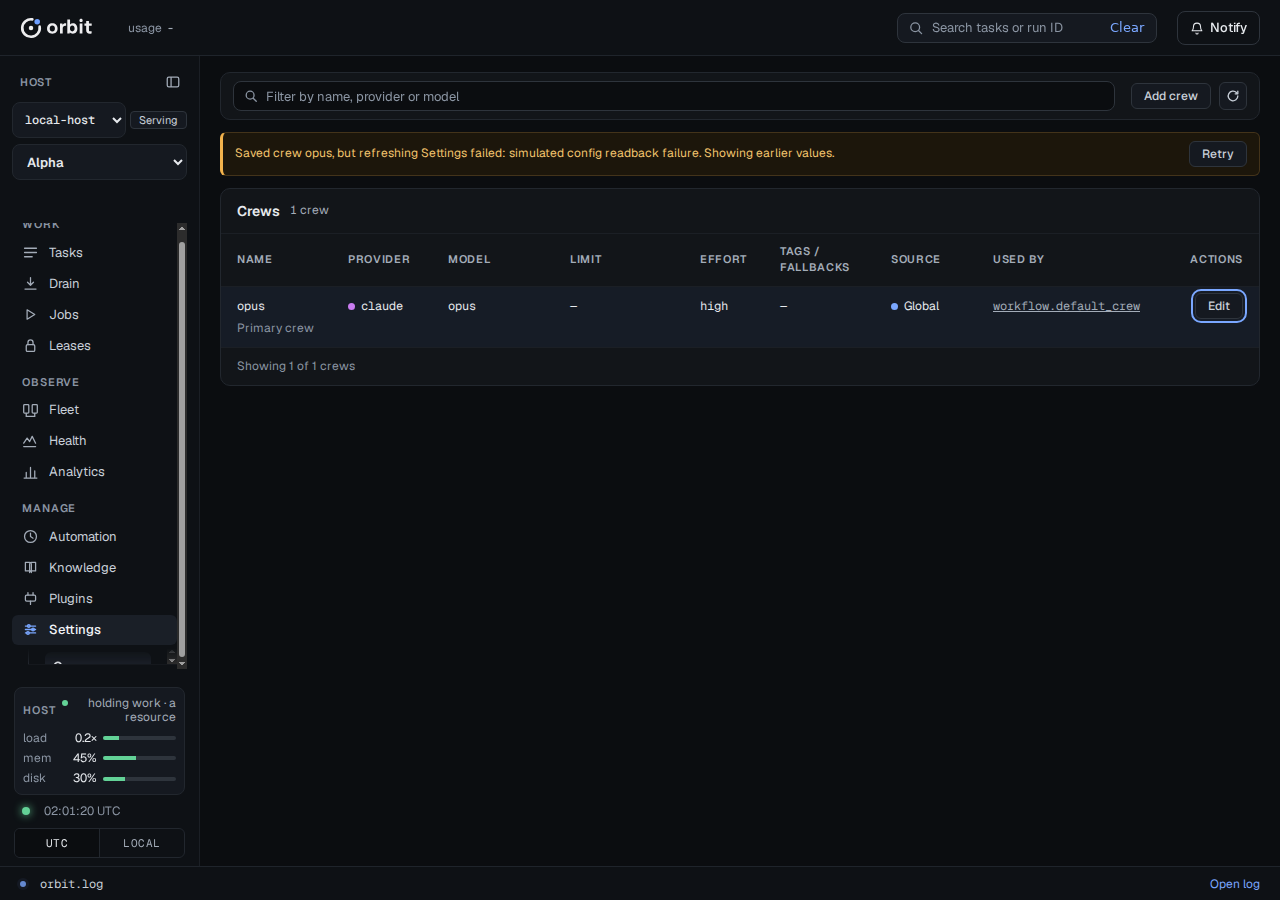 orbit
usage -
Search tasks or run ID
Clear
Notify
HOST
local-host
Serving
Alpha
WORK
Tasks
Drain
Jobs
Leases
OBSERVE
Fleet
Health
Analytics
MANAGE
Automation
Knowledge
Plugins
Settings
HOST
holding work · a
resource
load 0.2×
mem 45%
disk 30%
02:01:20 UTC
UTC
LOCAL
Filter by name, provider or model
Add crew
Saved crew opus, but refreshing Settings failed: simulated config readback failure. Showing earlier values.
Retry
Crews 1 crew
NAME PROVIDER MODEL LIMIT EFFORT TAGS / FALLBACKS SOURCE USED BY ACTIONS
opus claude opus – high – Global workflow.default_crew Edit
Primary crew
Showing 1 of 1 crews
orbit.log
Open log